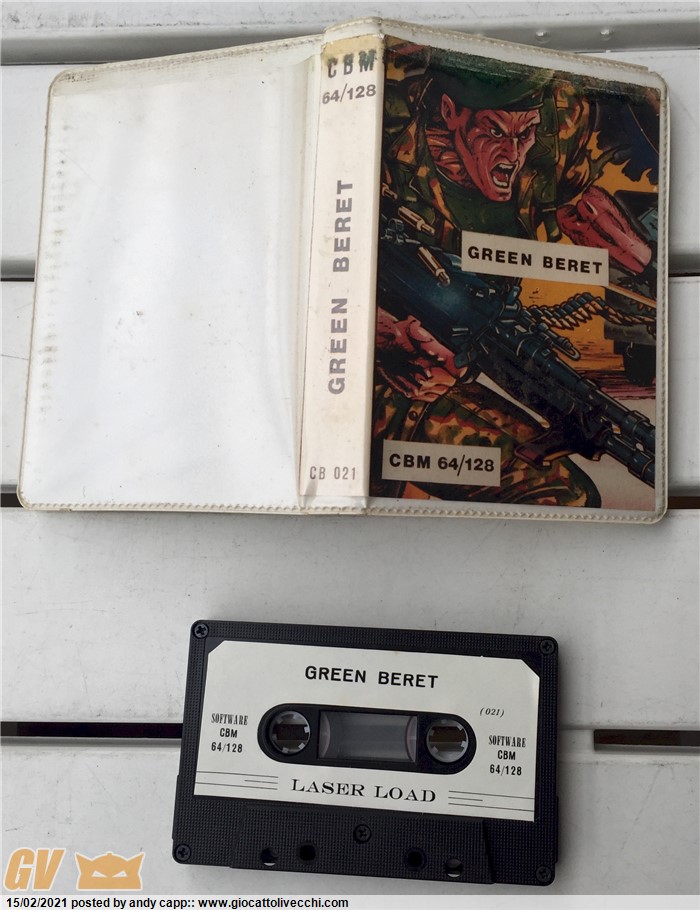 CBM
64/128
GREEN BERET
CB 021
GREEN BERET
CBM 64/128
GREEN BERET
(021)
SOFTWARE
CBM
64/128
SOFTWARE
CBM
64/128
LASER LOAD
GV
15/02/2021 posted by andy capp:: www.giocattolivecchi.com